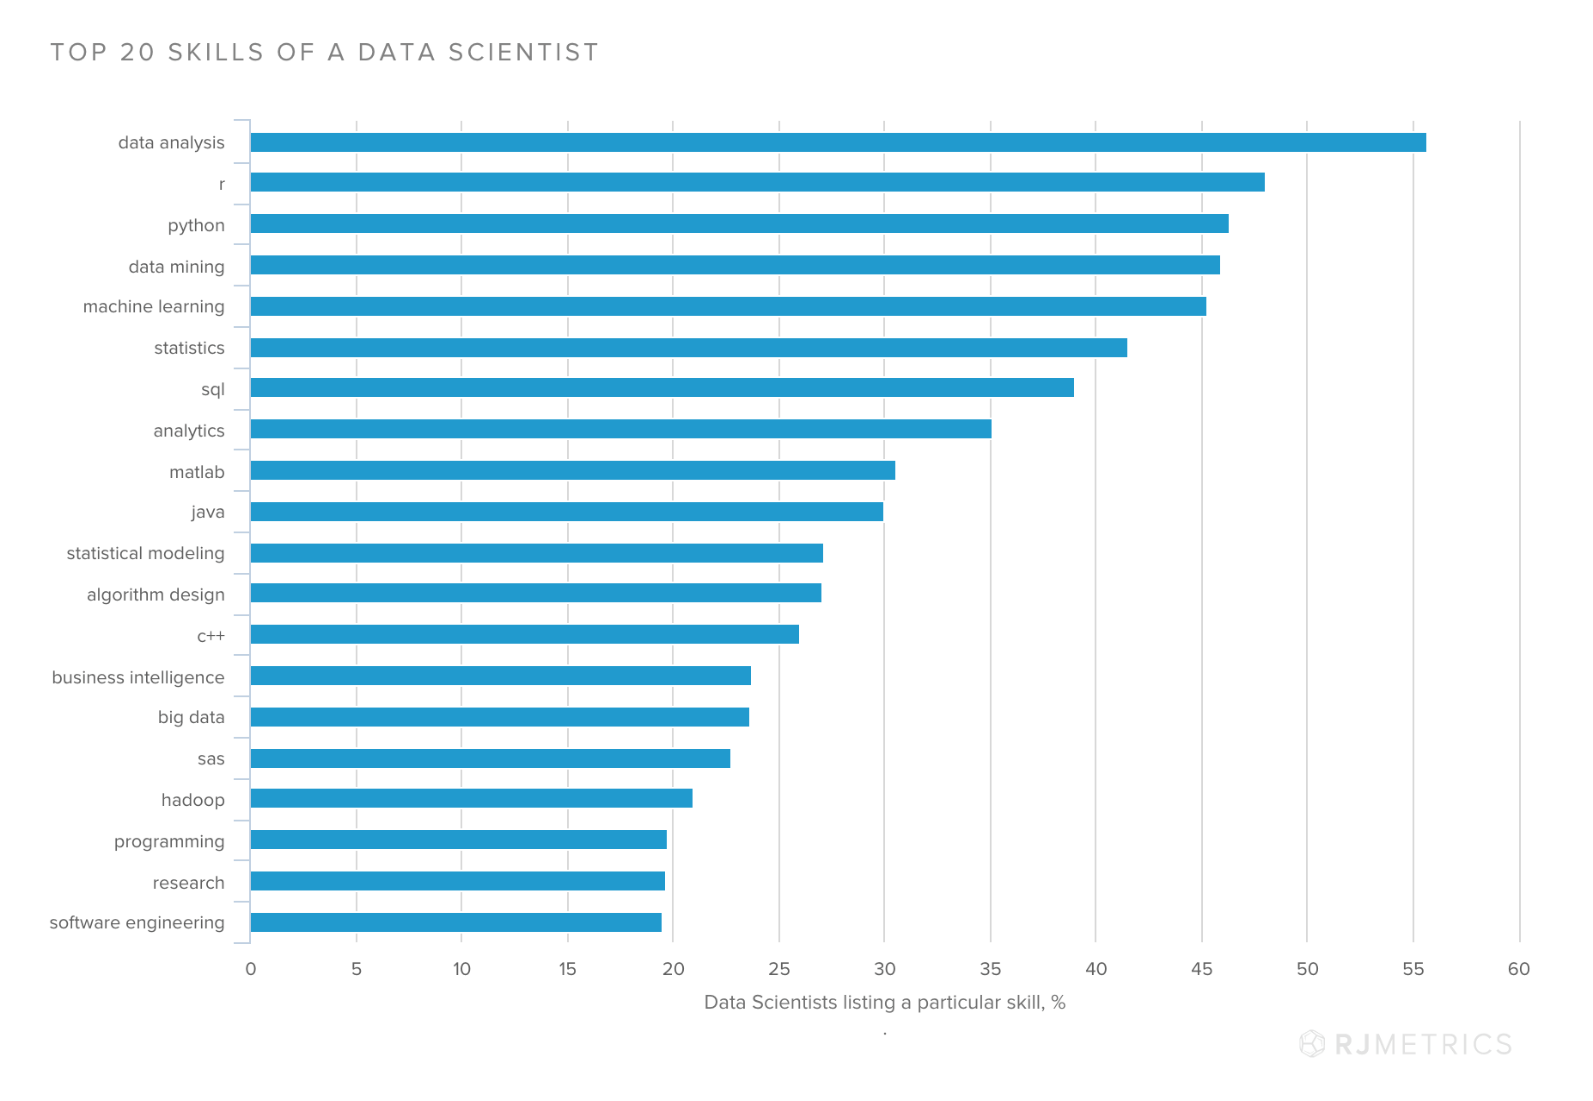 TOP 20 SKILLS OF A DATA SCIENTIST
data analysis
r
python
data mining
machine learning
statistics
sql
analytics
matlab
java
statistical modeling
algorithm design
c++
business intelligence
big data
sas
hadoop
programming
research
software engineering
0 5 10 15 20 25 30 35 40 45 50 55 60
Data Scientists listing a particular skill, %
.
RJMETRICS